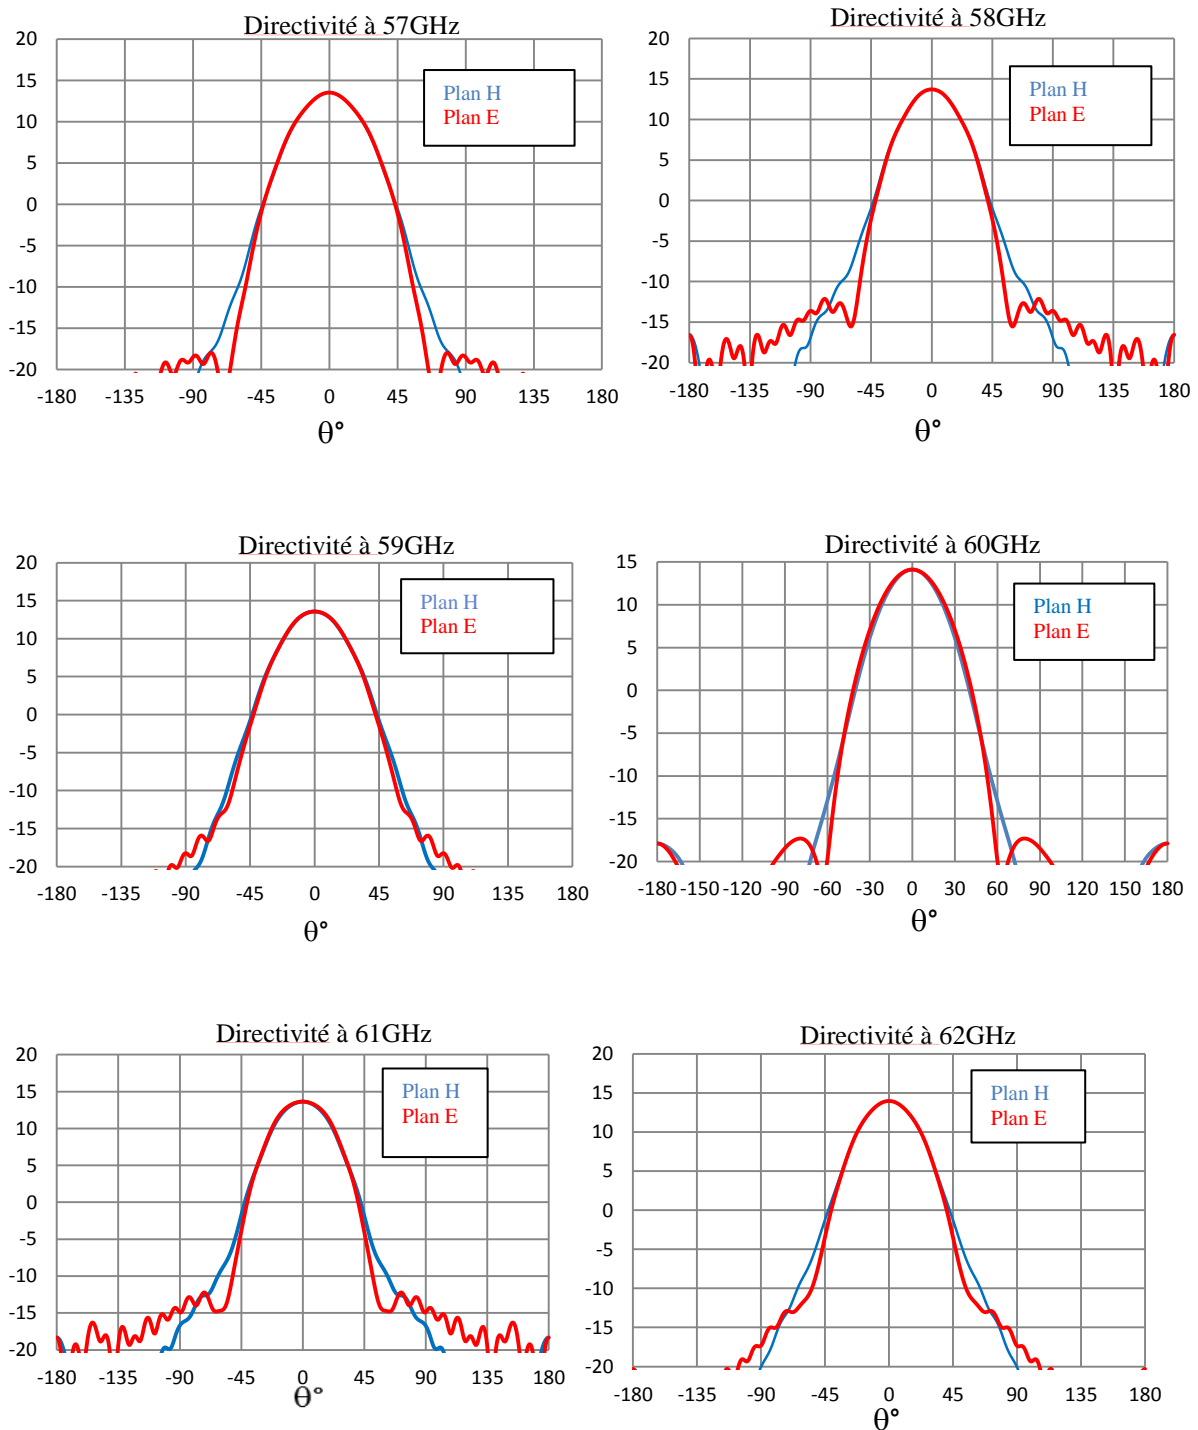 Directivité à 57GHz
20
15
10
5
0
-5
-10
-15
-20
-180 -135 -90 -45 0 45 90 135 180
θ°
Plan H
Plan E
Directivité à 58GHz
20
15
10
5
0
-5
-10
-15
-20
-180 -135 -90 -45 0 45 90 135 180
θ°
Plan H
Plan E
Directivité à 59GHz
20
15
10
5
0
-5
-10
-15
-20
-180 -135 -90 -45 0 45 90 135 180
θ°
Plan H
Plan E
Directivité à 60GHz
15
10
5
0
-5
-10
-15
-20
-180 -150 -120 -90 -60 -30 0 30 60 90 120 150 180
θ°
Plan H
Plan E
Directivité à 61GHz
20
15
10
5
0
-5
-10
-15
-20
-180 -135 -90 -45 0 45 90 135 180
θ°
Plan H
Plan E
Directivité à 62GHz
20
15
10
5
0
-5
-10
-15
-20
-180 -135 -90 -45 0 45 90 135 180
θ°
Plan H
Plan E